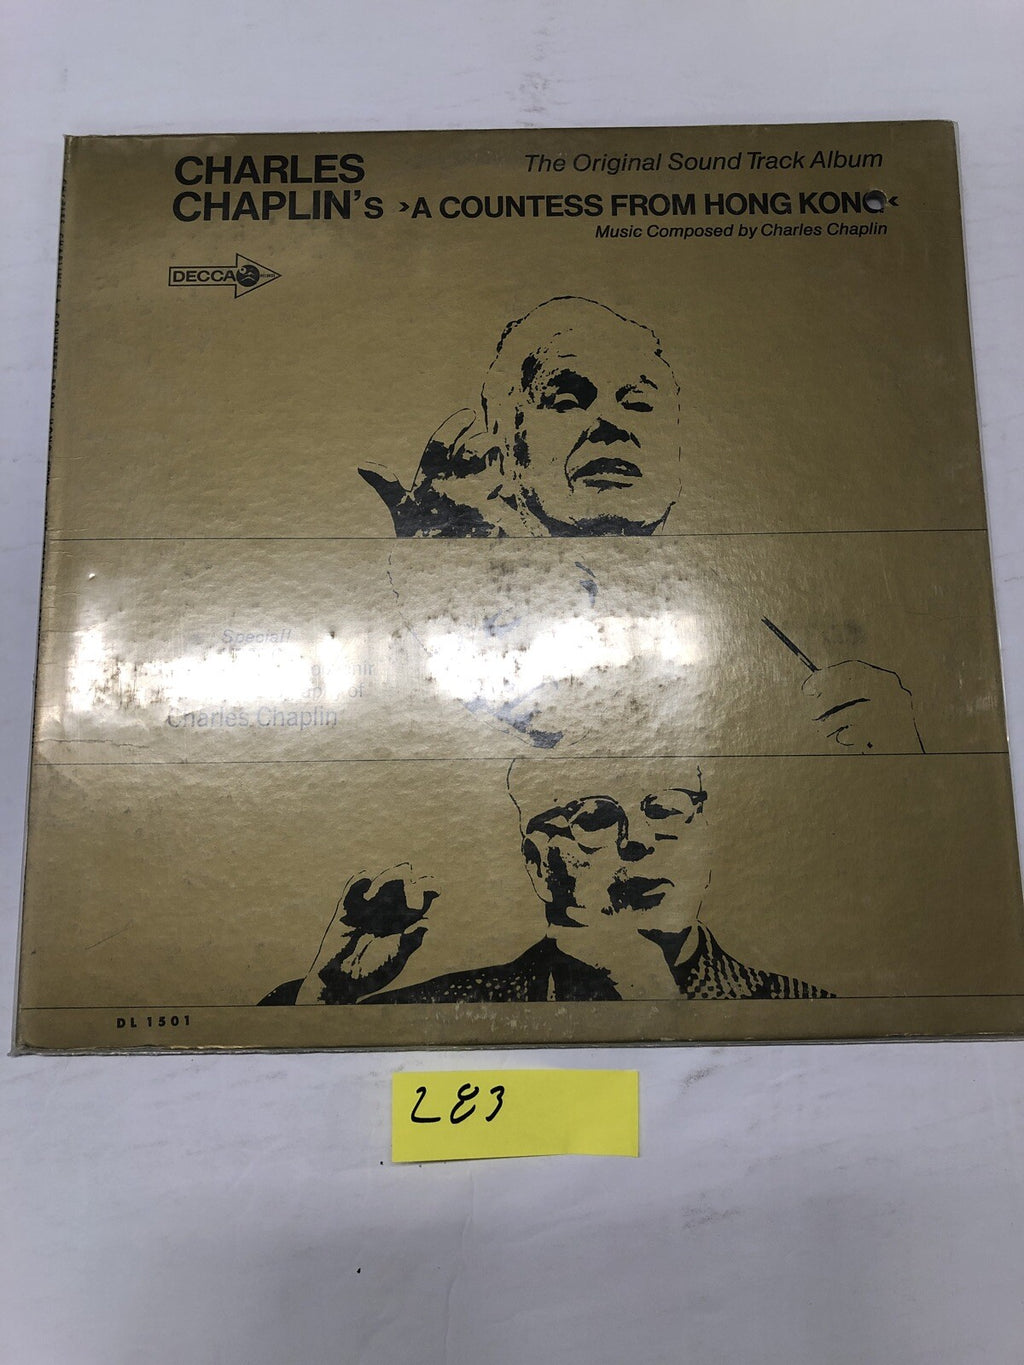 CHARLES
CHAPLIN's ›A COUNTESS FROM HONG KONG‹
The Original Sound Track Album
Music Composed by Charles Chaplin
DECCA
Special!
of
Charles Chaplin
DL 1501
283